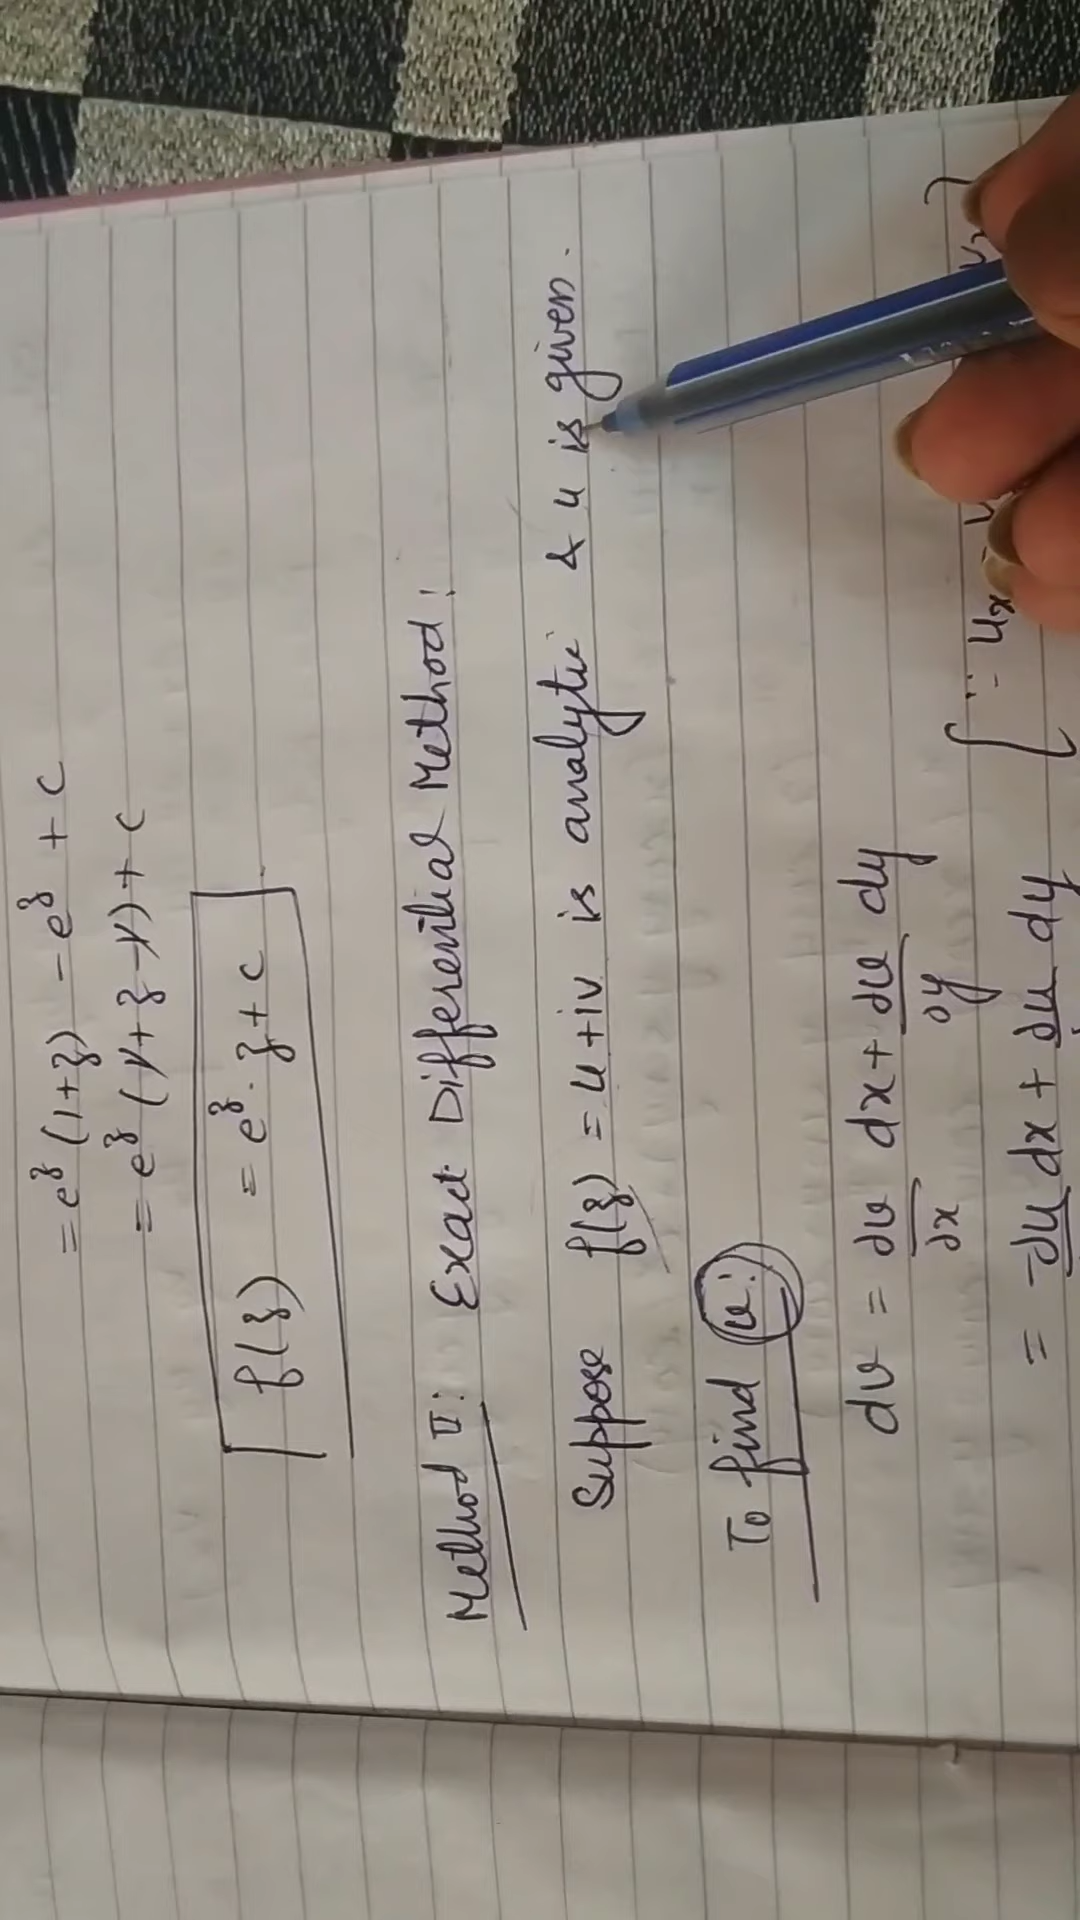 = e^z (1+z) - e^z + c
= e^z (1+z-1) + c
f(z) = e^z. z + c
Method II: Exact Differential Method:
Suppose f(z) = u+iv is analytic & u is given.
To find v:
dv = ∂v/∂x dx + ∂v/∂y dy
= -∂u dx + ∂u dy [∵ ux =